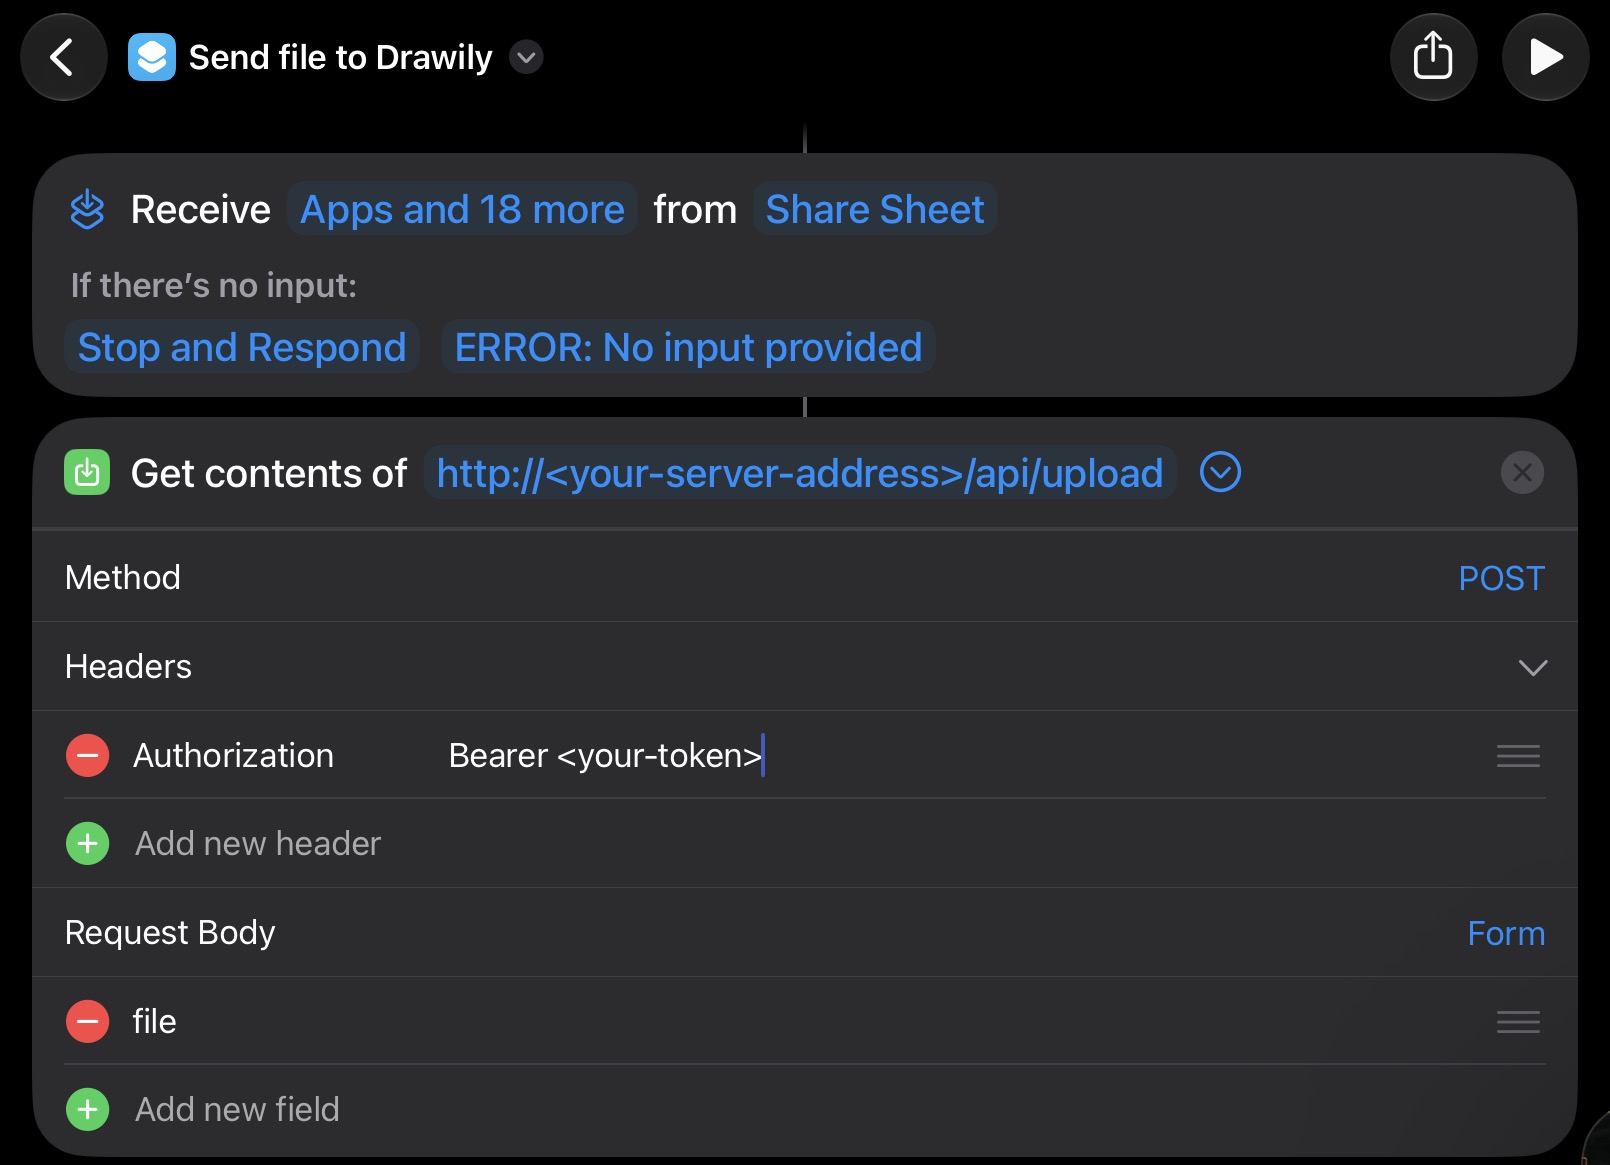 Send file to Drawily
Receive Apps and 18 more from Share Sheet
If there’s no input:
Stop and Respond ERROR: No input provided
Get contents of http://<your-server-address>/api/upload
Method POST
Headers
Authorization Bearer <your-token>
Add new header
Request Body Form
file
Add new field